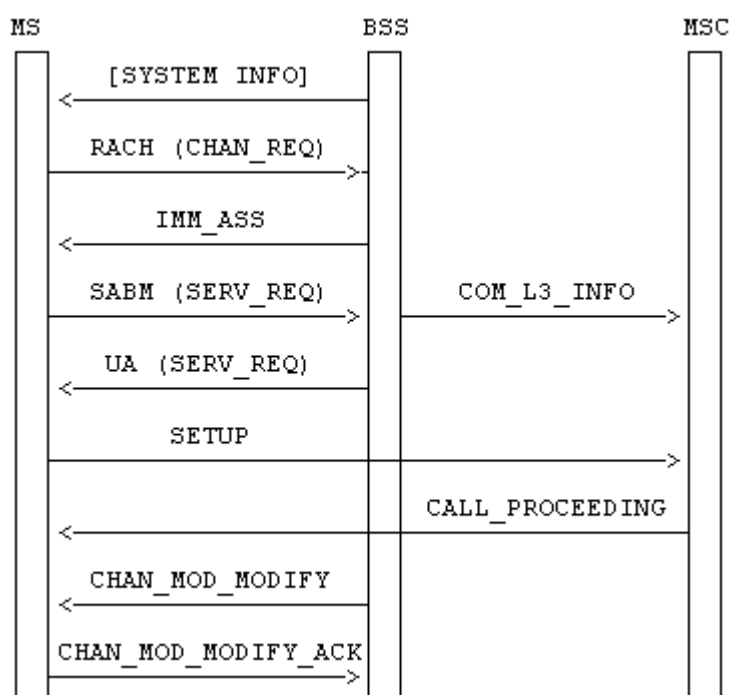 MS BSS MSC
[SYSTEM INFO]
RACH (CHAN_REQ)
IMM_ASS
SABM (SERV_REQ) COM_L3_INFO
UA (SERV_REQ)
SETUP
CALL_PROCEEDING
CHAN_MOD_MODIFY
CHAN_MOD_MODIFY_ACK